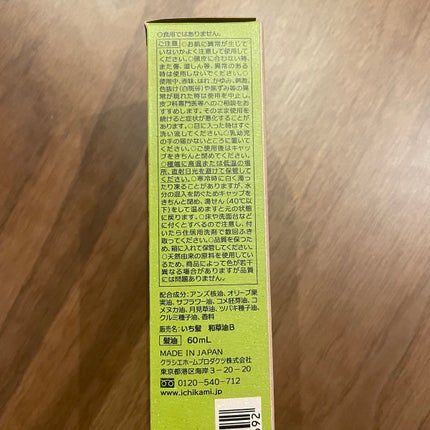 ○食用ではありません。
ご注意 ○お肌に異常が生じて
いないかよく注意して使用して
ください。○頭皮に合わない時、
また傷、湿しん等、異常のある
時は使用しないでください。
○使用中、赤味、はれ、かゆみ、刺激、
色抜け(白斑等)や黒ずみ等の異
常が現れた時は使用を中止し、
皮フ科専門医等へのご相談をお
すすめします。そのまま使用を
続けると症状が悪化することがあ
ります。○目に入った時はすぐ
洗い流してください。○乳幼児
の手の届かないところに置いて
ください。○ご使用後はキャッ
プをきちんと閉めてください。
○極端に高温または低温の場
所、直射日光を避けて保管して
ください。○寒冷時に白く濁っ
たり凍ることがありますが、水
分の混入を防ぐためキャップを
きちんと閉め、湯せん(40℃以
下)をして温めますと元の状態
に戻ります。○床や洗面台など
に付くとすべるので注意し、付
いたら住居用洗剤で数回ふき
取ってください。○品質を保つた
め、箱に入れて保管してください。
○天然由来の原料を使用してい
るため、商品によって色が若干
異なる場合がありますが品質
には問題ありません。
配合成分:アンズ核油、オリーブ果
実油、サフラワー油、コメ胚芽油、コ
メヌカ油、月見草油、ツバキ種子油、
クルミ種子油、香料
販売名:いち髪 和草油B
髪油 60mL
MADE IN JAPAN
クラシエホームプロダクツ株式会社
東京都港区海岸3-20-20
0120-540-712
www.ichikami.jp